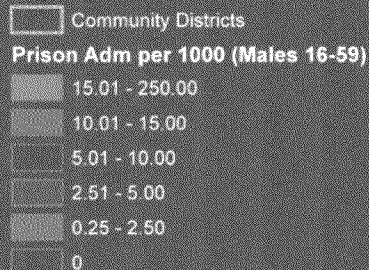 Community Districts
Prison Adm per 1000 (Males 16-59)
15.01 - 250.00
10.01 - 15.00
5.01 - 10.00
2.51 - 5.00
0.25 - 2.50
0